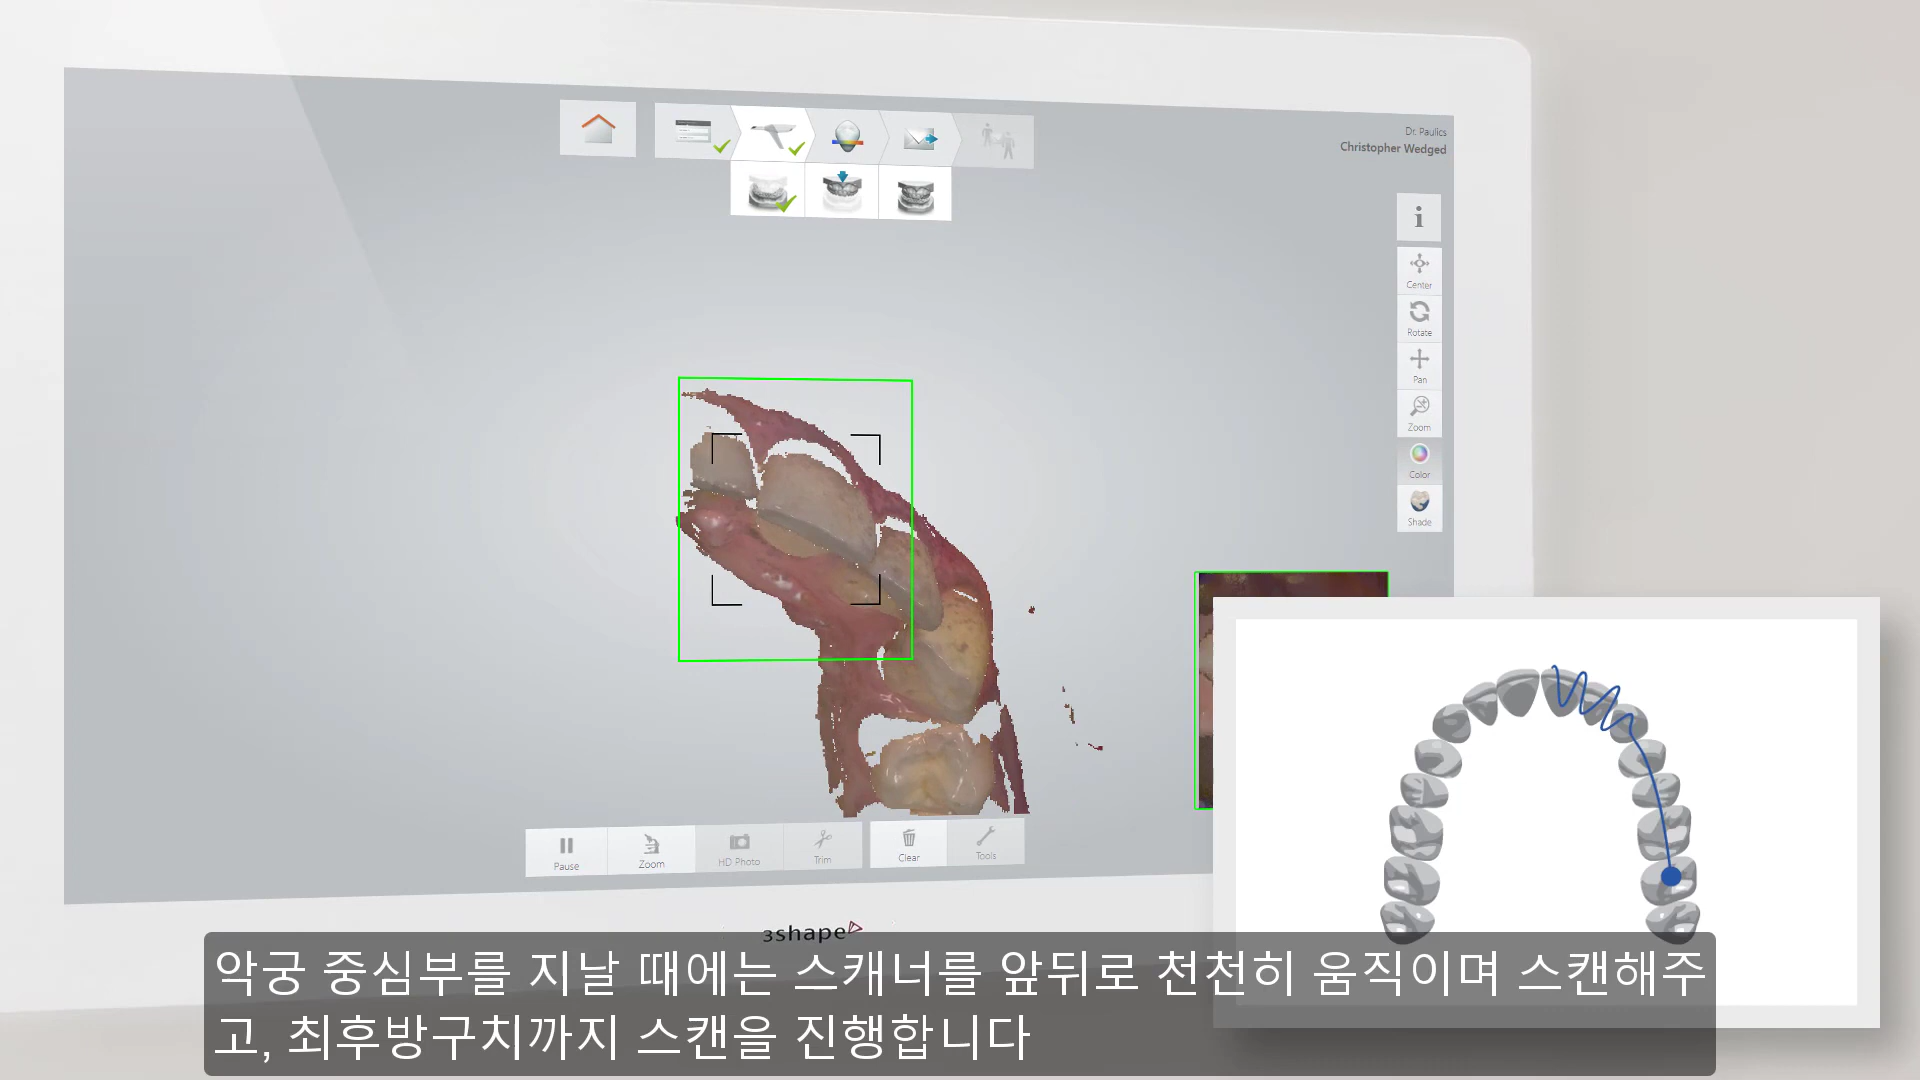 Dr. Paulics
Christopher Wedged
i
Center
Rotate
Pan
Zoom
Color
Shade
Pause
Zoom
HD Photo
Trim
Clear
Tools
3shape
악궁 중심부를 지날 때에는 스캐너를 앞뒤로 천천히 움직이며 스캔해주
고, 최후방구치까지 스캔을 진행합니다